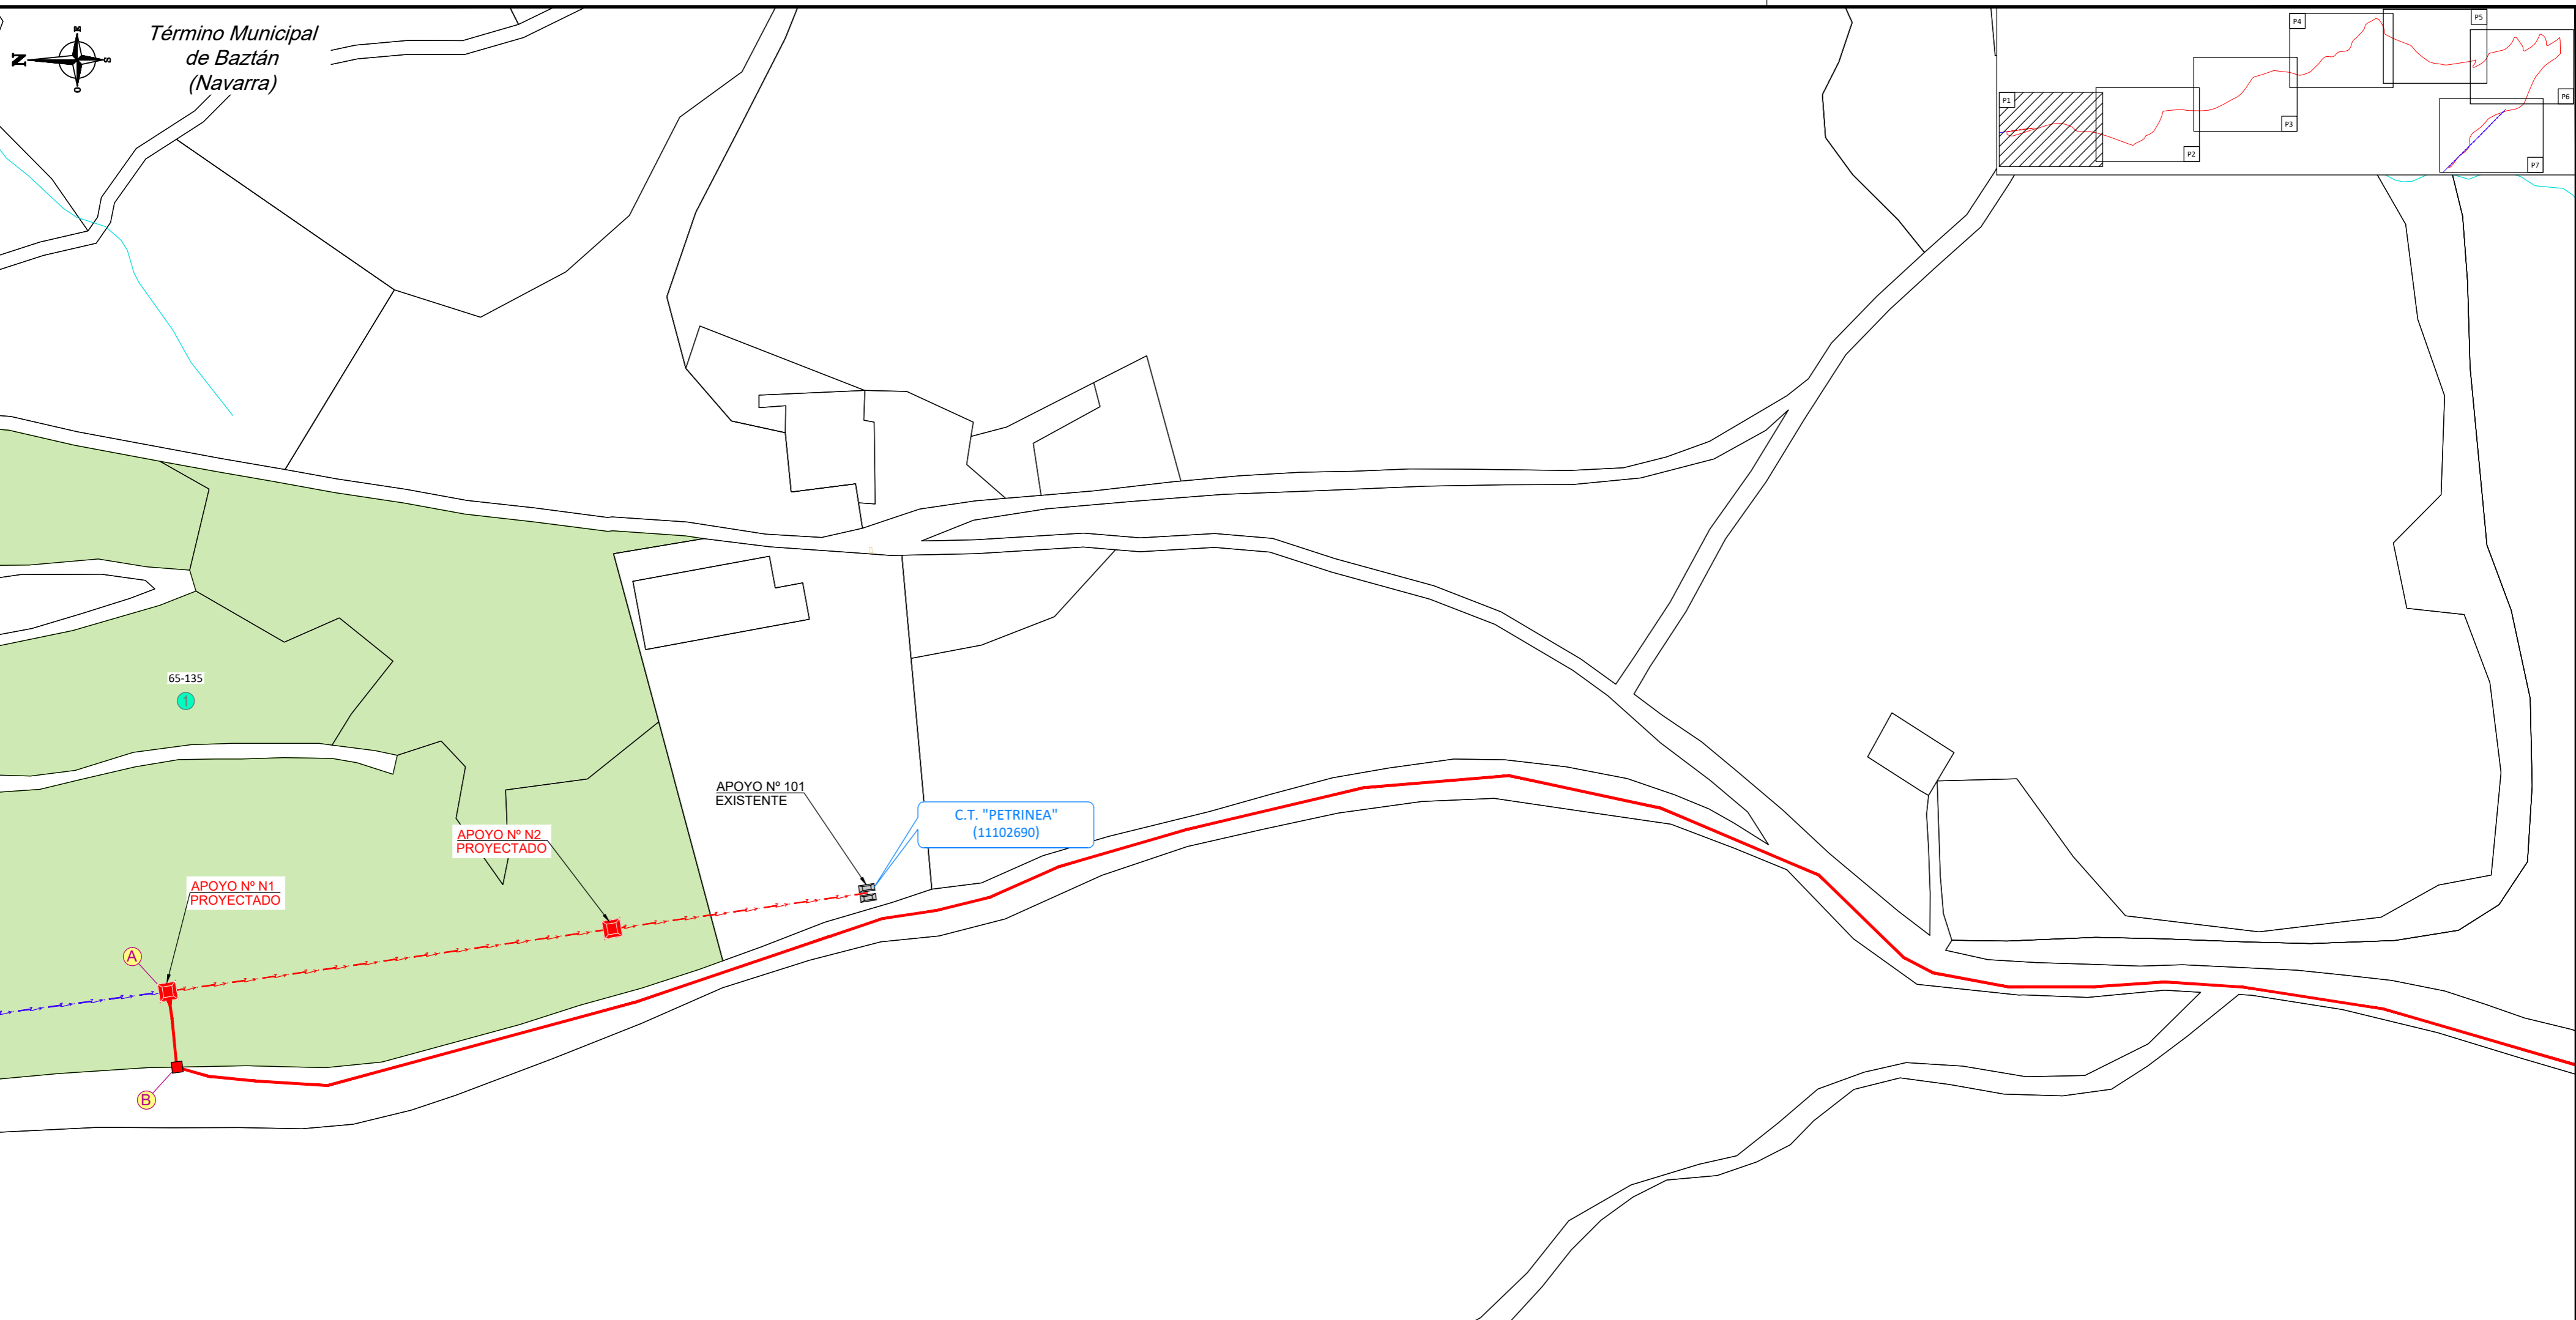 N
E
S
O
Término Municipal
de Baztán
(Navarra)
P1
P2
P3
P4
P5
P6
P7
65-135
1
APOYO Nº 101
EXISTENTE
C.T. "PETRINEA"
(11102690)
APOYO Nº N2
PROYECTADO
APOYO Nº N1
PROYECTADO
A
B